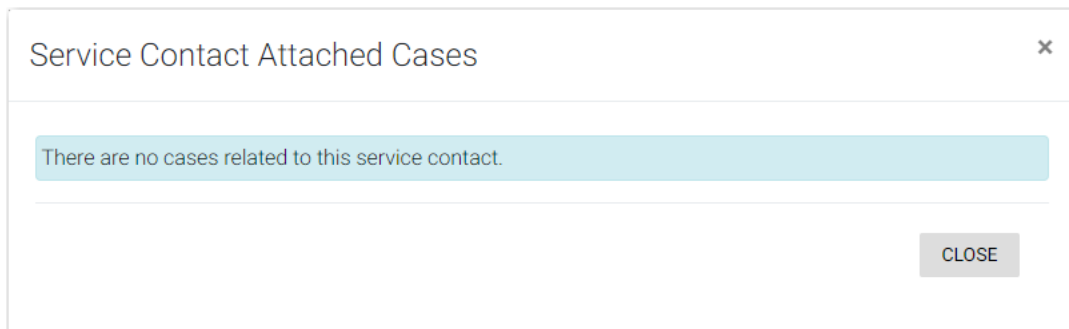 Service Contact Attached Cases
×
There are no cases related to this service contact.
CLOSE